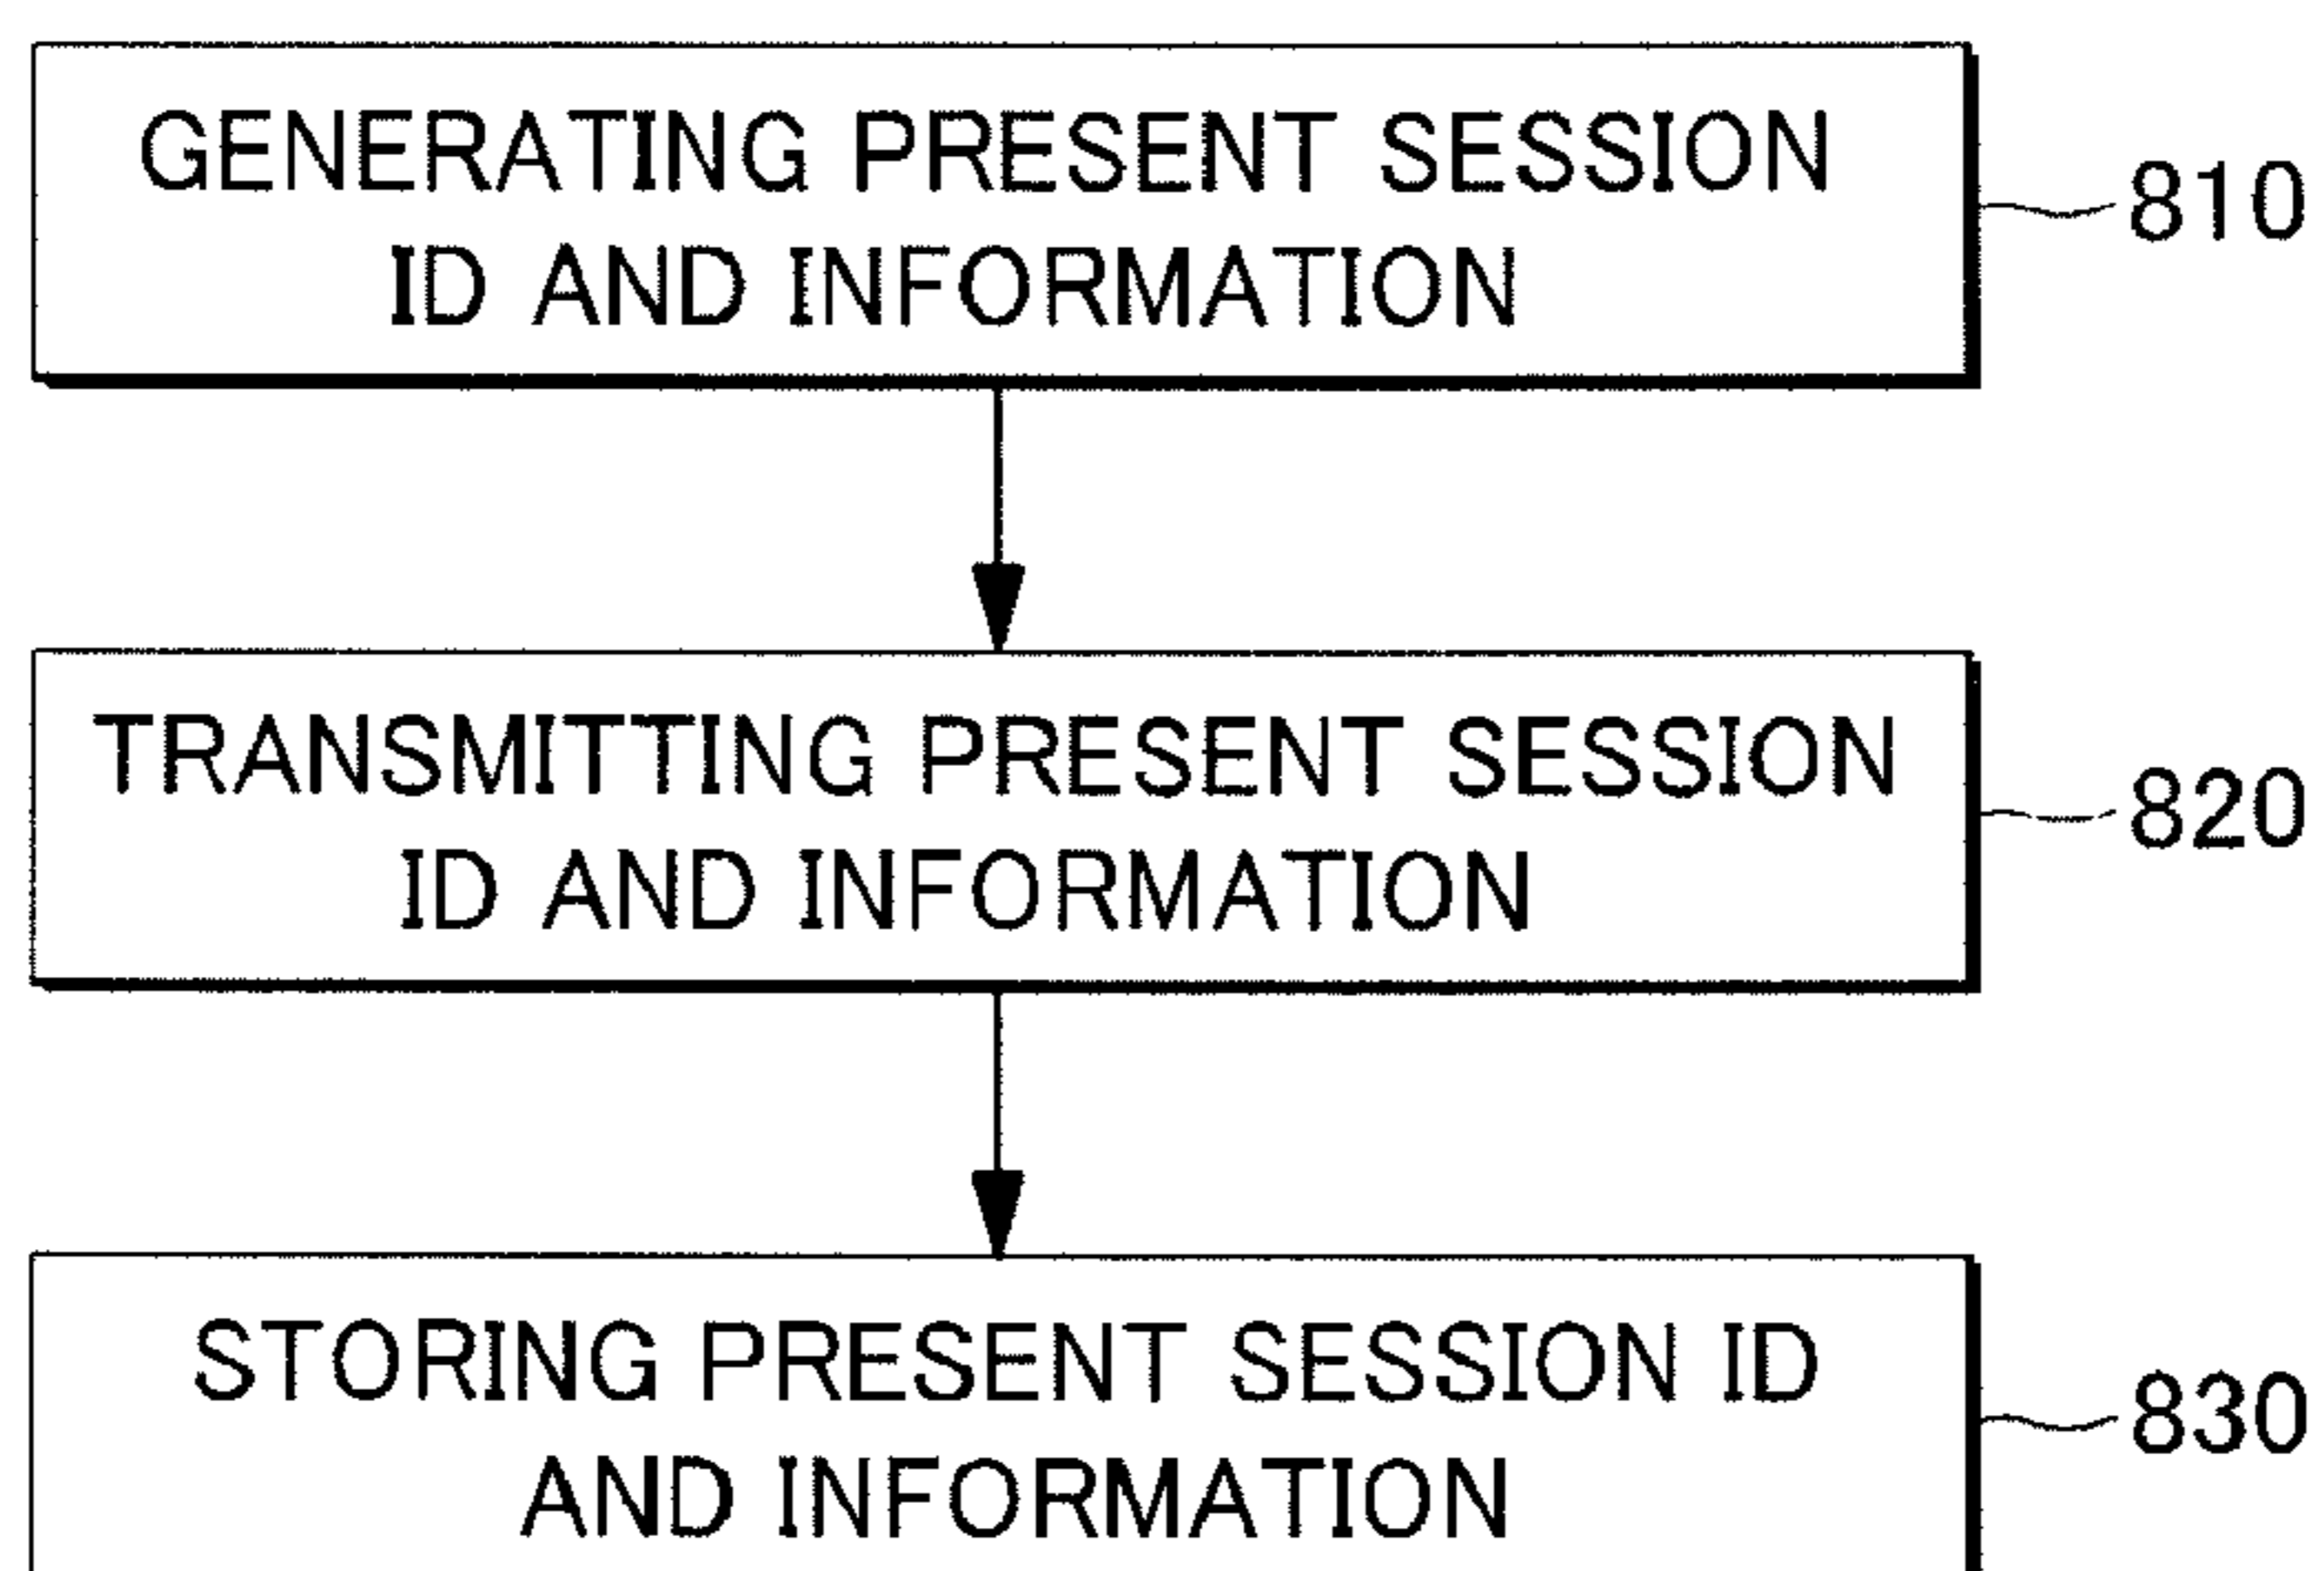 GENERATING PRESENT SESSION
ID AND INFORMATION
810
TRANSMITTING PRESENT SESSION
ID AND INFORMATION
820
STORING PRESENT SESSION ID
AND INFORMATION
830